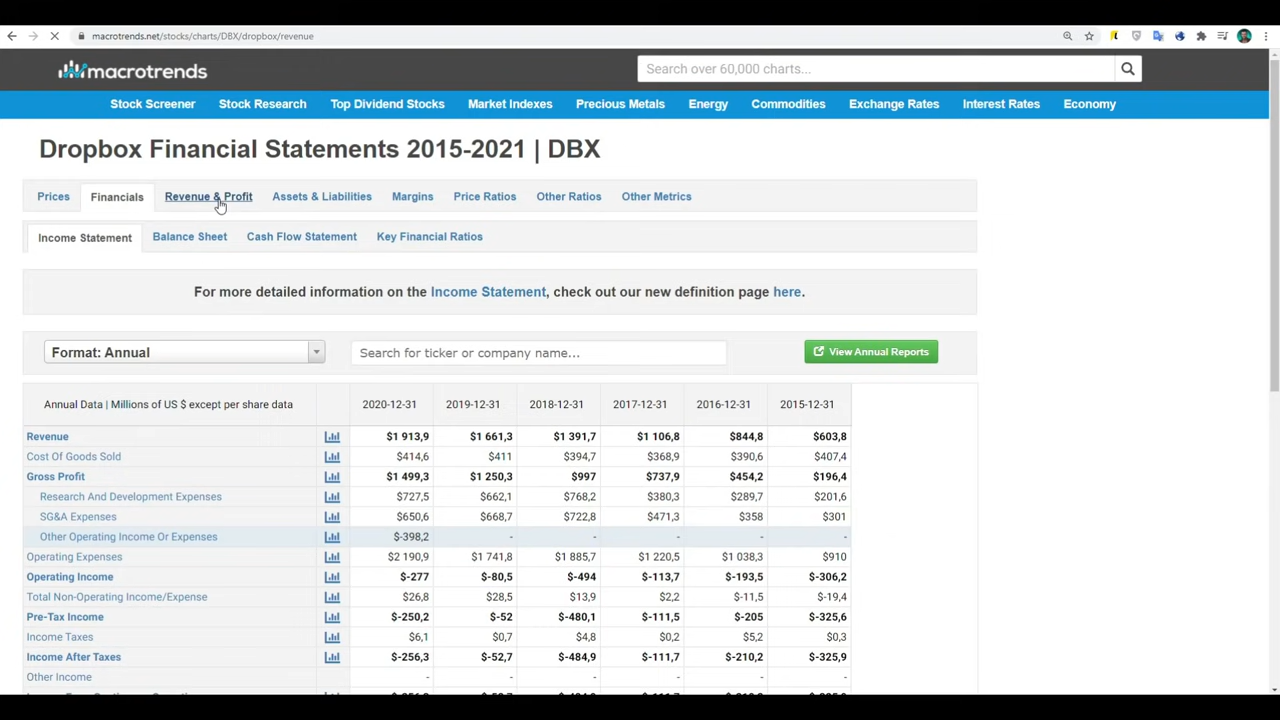 macrotrends.net/stocks/charts/DBX/dropbox/revenue
macrotrends
Search over 60,000 charts...
Stock Screener Stock Research Top Dividend Stocks Market Indexes Precious Metals Energy Commodities Exchange Rates Interest Rates Economy
Dropbox Financial Statements 2015-2021 | DBX
Prices Financials Revenue & Profit Assets & Liabilities Margins Price Ratios Other Ratios Other Metrics
Income Statement Balance Sheet Cash Flow Statement Key Financial Ratios
For more detailed information on the Income Statement, check out our new definition page here.
Format: Annual Search for ticker or company name... View Annual Reports
Annual Data | Millions of US $ except per share data 2020-12-31 2019-12-31 2018-12-31 2017-12-31 2016-12-31 2015-12-31
Revenue $1 913,9 $1 661,3 $1 391,7 $1 106,8 $844,8 $603,8
Cost Of Goods Sold $414,6 $411 $394,7 $368,9 $390,6 $407,4
Gross Profit $1 499,3 $1 250,3 $997 $737,9 $454,2 $196,4
Research And Development Expenses $727,5 $662,1 $768,2 $380,3 $289,7 $201,6
SG&A Expenses $650,6 $668,7 $722,8 $471,3 $358 $301
Other Operating Income Or Expenses $-398,2 - - - - -
Operating Expenses $2 190,9 $1 741,8 $1 885,7 $1 220,5 $1 038,3 $910
Operating Income $-277 $-80,5 $-494 $-113,7 $-193,5 $-306,2
Total Non-Operating Income/Expense $26,8 $28,5 $13,9 $2,2 $-11,5 $-19,4
Pre-Tax Income $-250,2 $-52 $-480,1 $-111,5 $-205 $-325,6
Income Taxes $6,1 $0,7 $4,8 $0,2 $5,2 $0,3
Income After Taxes $-256,3 $-52,7 $-484,9 $-111,7 $-210,2 $-325,9
Other Income - - - - - -